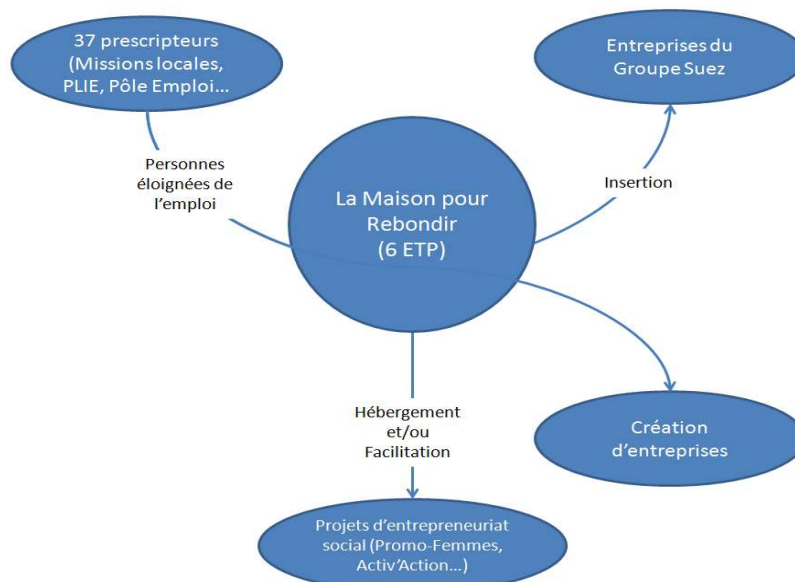 37 prescripteurs
(Missions locales,
PLIE, Pôle Emploi...
Entreprises du
Groupe Suez
Personnes
éloignées de
l'emploi
La Maison pour
Rebondir
(6 ETP)
Insertion
Hébergement
et/ou
Facilitation
Création
d'entreprises
Projets d'entrepreneuriat
social (Promo-Femmes,
Activ'Action...)